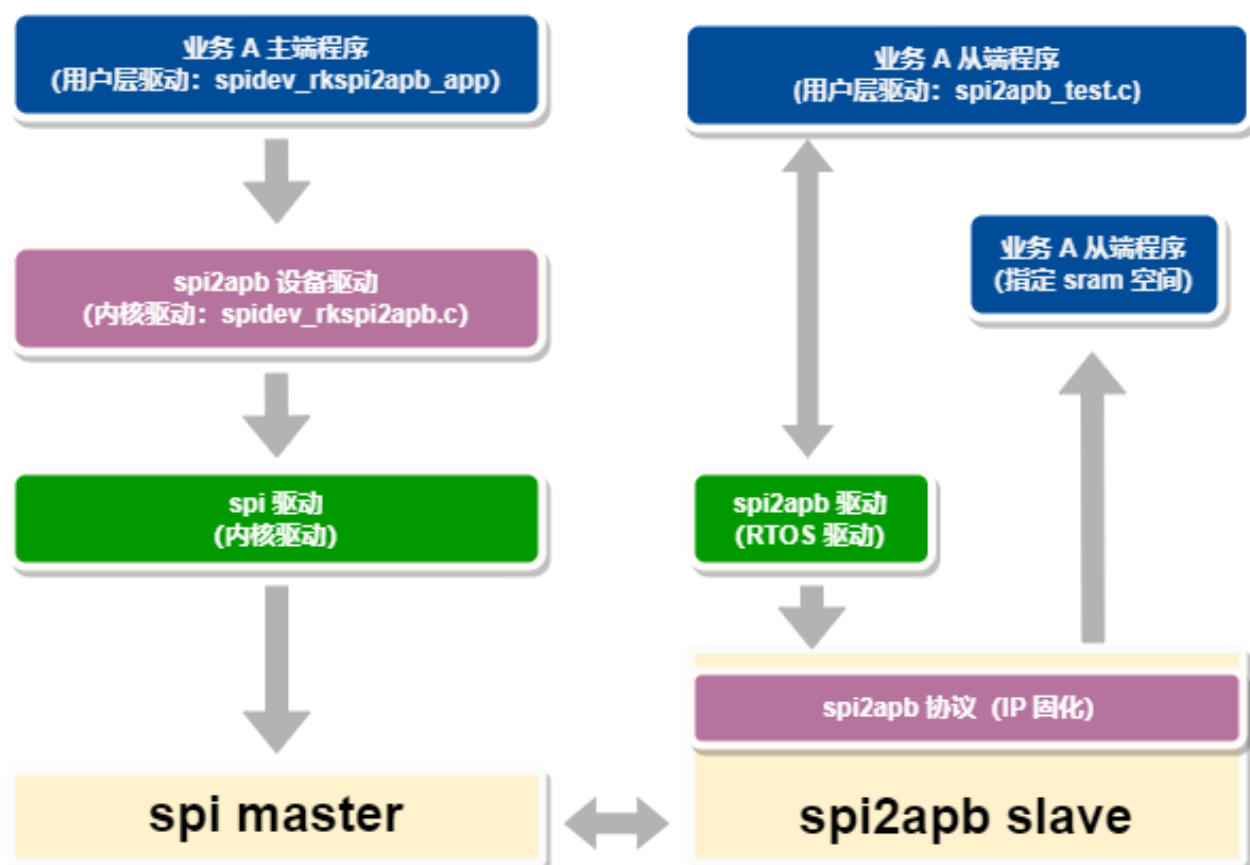 业务 A 主端程序
(用户层驱动：spidev_rkspi2apb_app)
业务 A 从端程序
(用户层驱动：spi2apb_test.c)
业务 A 从端程序
(指定 sram 空间)
spi2apb 设备驱动
(内核驱动：spidev_rkspi2apb.c)
spi 驱动
(内核驱动)
spi2apb 驱动
(RTOS 驱动)
spi2apb 协议（IP 固化）
spi master
spi2apb slave